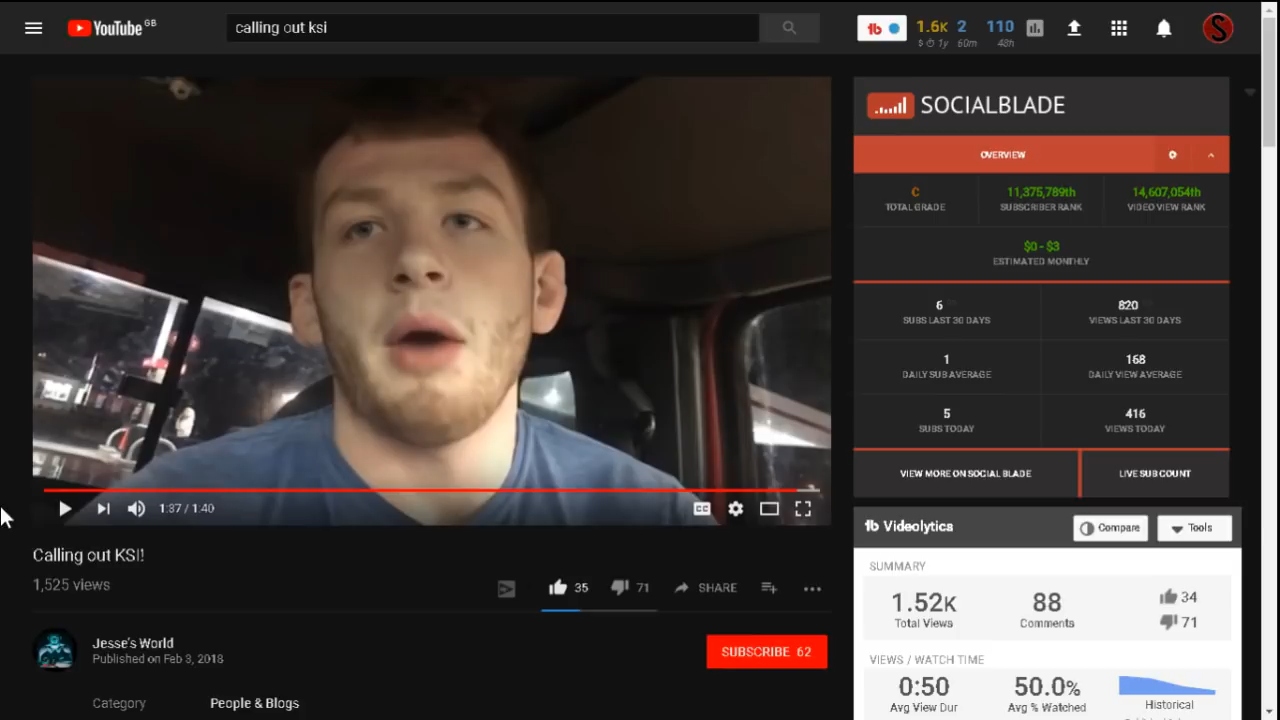 YouTube GB
calling out ksi
tb
1.6K 2 110
$ 1y 60m 48h
S
SOCIALBLADE
OVERVIEW
C 11,375,789th 14,607,054th
TOTAL GRADE SUBSCRIBER RANK VIDEO VIEW RANK
$0 - $3
ESTIMATED MONTHLY
6 820
SUBS LAST 30 DAYS VIEWS LAST 30 DAYS
1 168
DAILY SUB AVERAGE DAILY VIEW AVERAGE
5 416
SUBS TODAY VIEWS TODAY
VIEW MORE ON SOCIAL BLADE LIVE SUB COUNT
1:37 / 1:40
CC
Calling out KSI!
1,525 views
35 71 SHARE
Jesse's World
Published on Feb 3, 2018
SUBSCRIBE 62
Category People & Blogs
tb Videolytics Compare Tools
SUMMARY
1.52K 88 34
Total Views Comments 71
VIEWS / WATCH TIME
0:50 50.0%
Avg View Dur Avg % Watched Historical